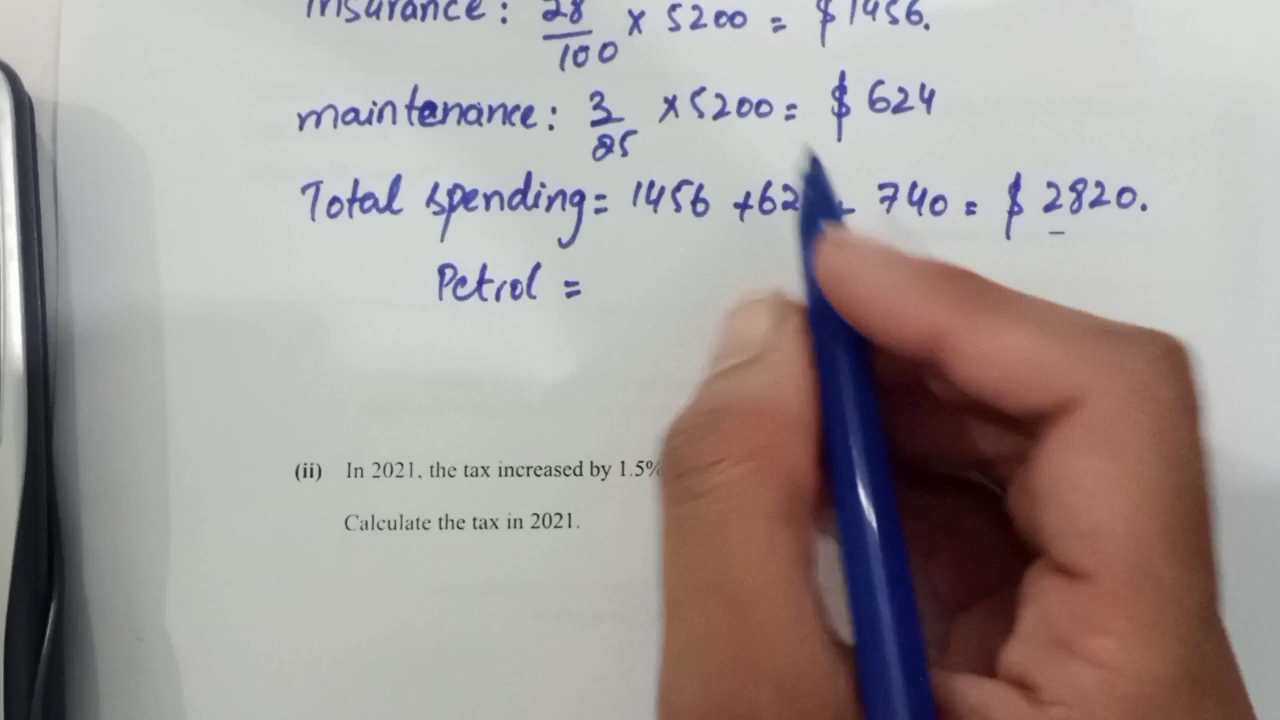 Insurance: 28/100 × 5200 = $1456.
maintenance: 3/25 × 5200 = $ 624
Total spending = 1456 + 62 740 = $ 2820.
Petrol =
(ii) In 2021, the tax increased by 1.5%
Calculate the tax in 2021.